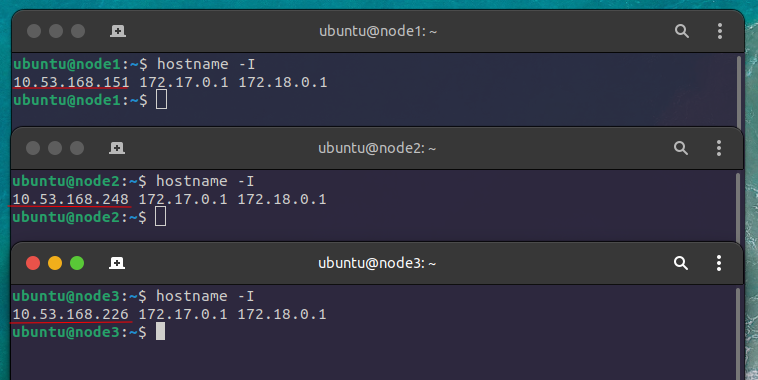 ubuntu@node1: ~
ubuntu@node1:~$ hostname -I
10.53.168.151 172.17.0.1 172.18.0.1
ubuntu@node1:~$
ubuntu@node2: ~
ubuntu@node2:~$ hostname -I
10.53.168.248 172.17.0.1 172.18.0.1
ubuntu@node2:~$
ubuntu@node3: ~
ubuntu@node3:~$ hostname -I
10.53.168.226 172.17.0.1 172.18.0.1
ubuntu@node3:~$